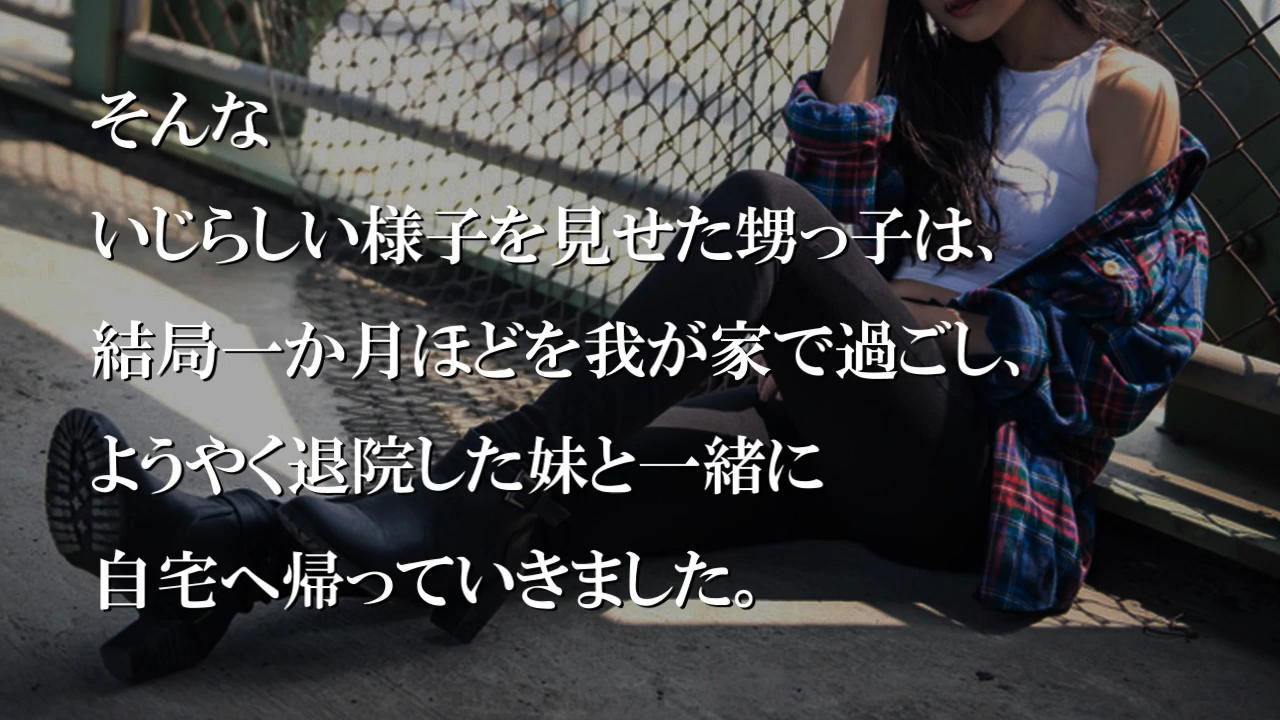 そんな
いじらしい様子を見せた甥っ子は、
結局一か月ほどを我が家で過ごし、
ようやく退院した妹と一緒に
自宅へ帰っていきました。